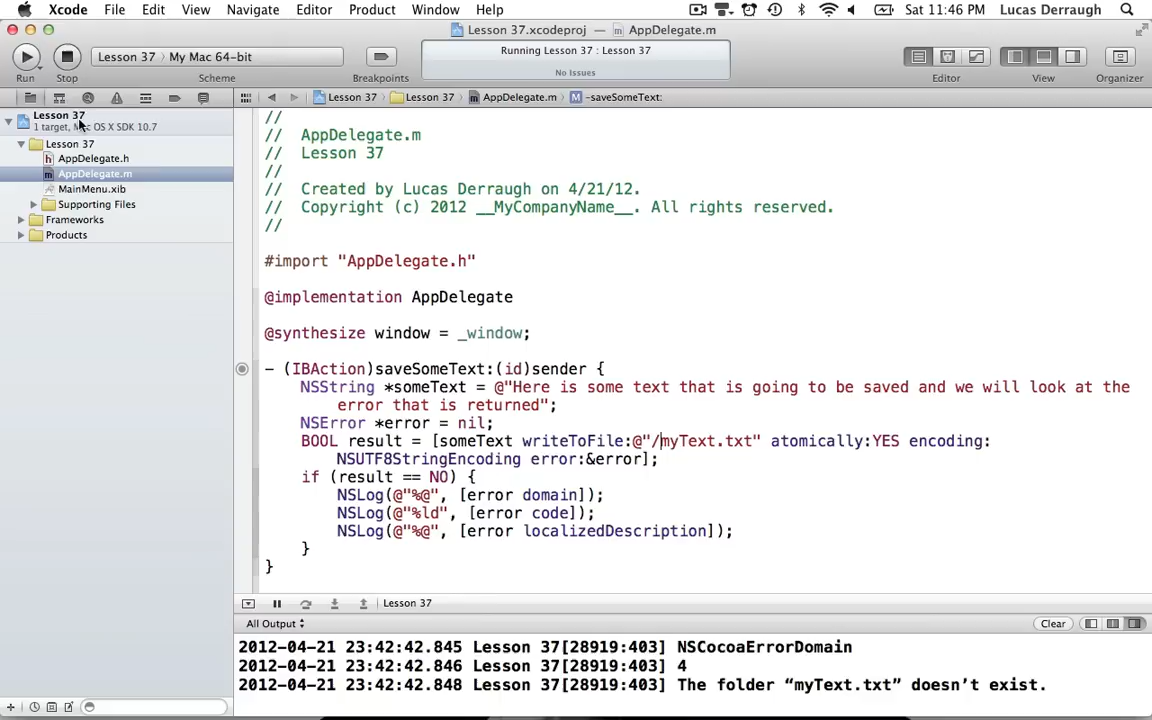 Xcode File Edit View Navigate Editor Product Window Help Sat 11:46 PM Lucas Derraugh
Lesson 37.xcodeproj — AppDelegate.m
Lesson 37 〉 My Mac 64-bit
Running Lesson 37 : Lesson 37
No Issues
Run Stop Scheme Breakpoints Editor View Organizer
Lesson 37 〉 Lesson 37 〉 AppDelegate.m 〉 M -saveSomeText:
Lesson 37
1 target, Mac OS X SDK 10.7
Lesson 37
h AppDelegate.h
m AppDelegate.m
MainMenu.xib
Supporting Files
Frameworks
Products
//
// AppDelegate.m
// Lesson 37
//
// Created by Lucas Derraugh on 4/21/12.
// Copyright (c) 2012 __MyCompanyName__. All rights reserved.
//
#import "AppDelegate.h"
@implementation AppDelegate
@synthesize window = _window;
- (IBAction)saveSomeText:(id)sender {
NSString *someText = @"Here is some text that is going to be saved and we will look at the
error that is returned";
NSError *error = nil;
BOOL result = [someText writeToFile:@"/myText.txt" atomically:YES encoding:
NSUTF8StringEncoding error:&error];
if (result == NO) {
NSLog(@"%@", [error domain]);
NSLog(@"%ld", [error code]);
NSLog(@"%@", [error localizedDescription]);
}
}
Lesson 37
All Output
Clear
2012-04-21 23:42:42.845 Lesson 37[28919:403] NSCocoaErrorDomain
2012-04-21 23:42:42.846 Lesson 37[28919:403] 4
2012-04-21 23:42:42.848 Lesson 37[28919:403] The folder “myText.txt” doesn’t exist.